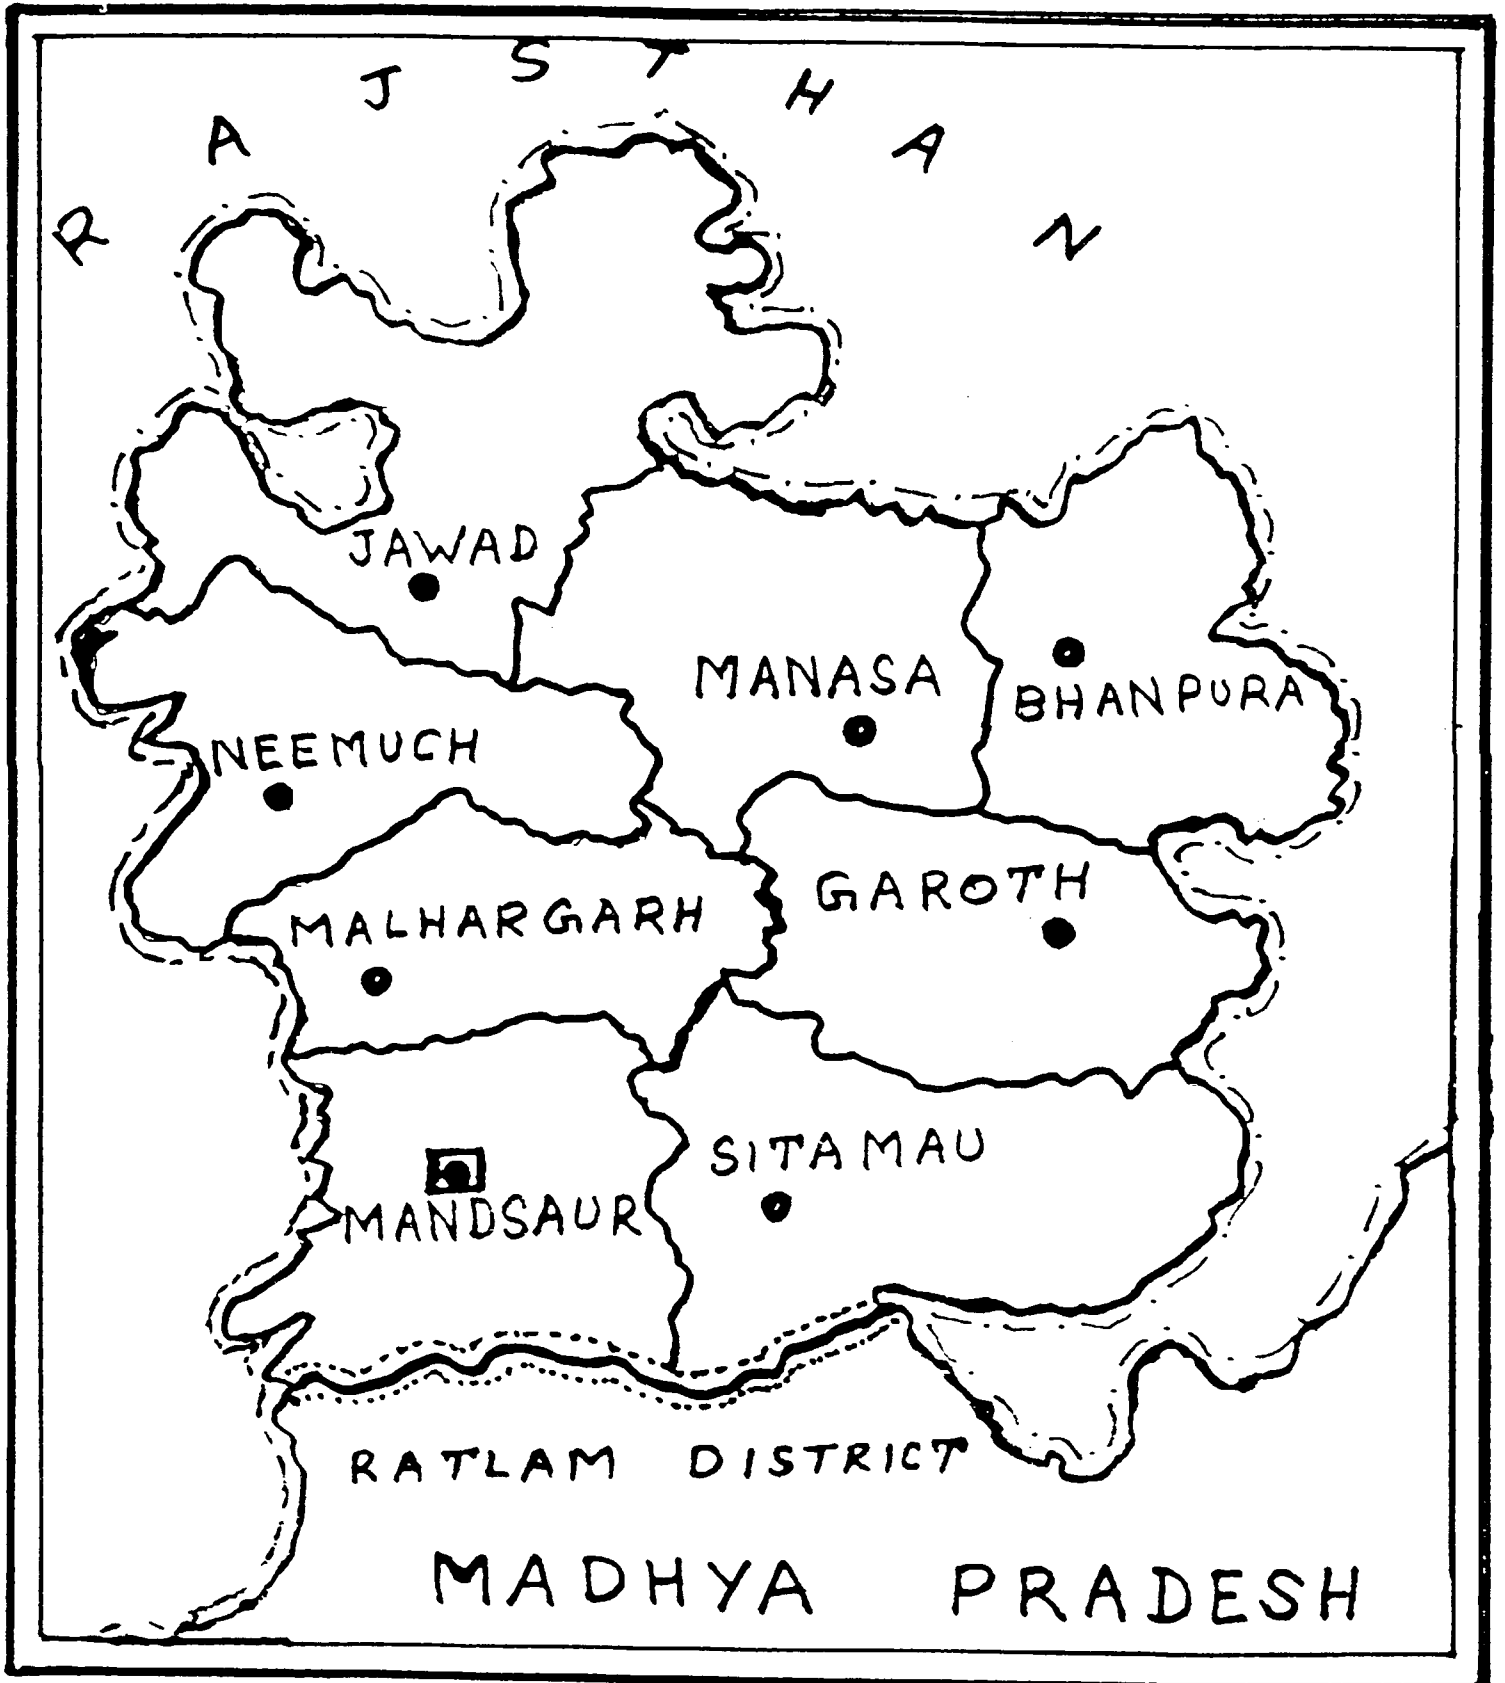 RAJSTHAN
JAWAD
MANASA
BHANPURA
NEEMUCH
GAROTH
MALHARGARH
SITAMAU
MANDSAUR
RATLAM DISTRICT
MADHYA PRADESH